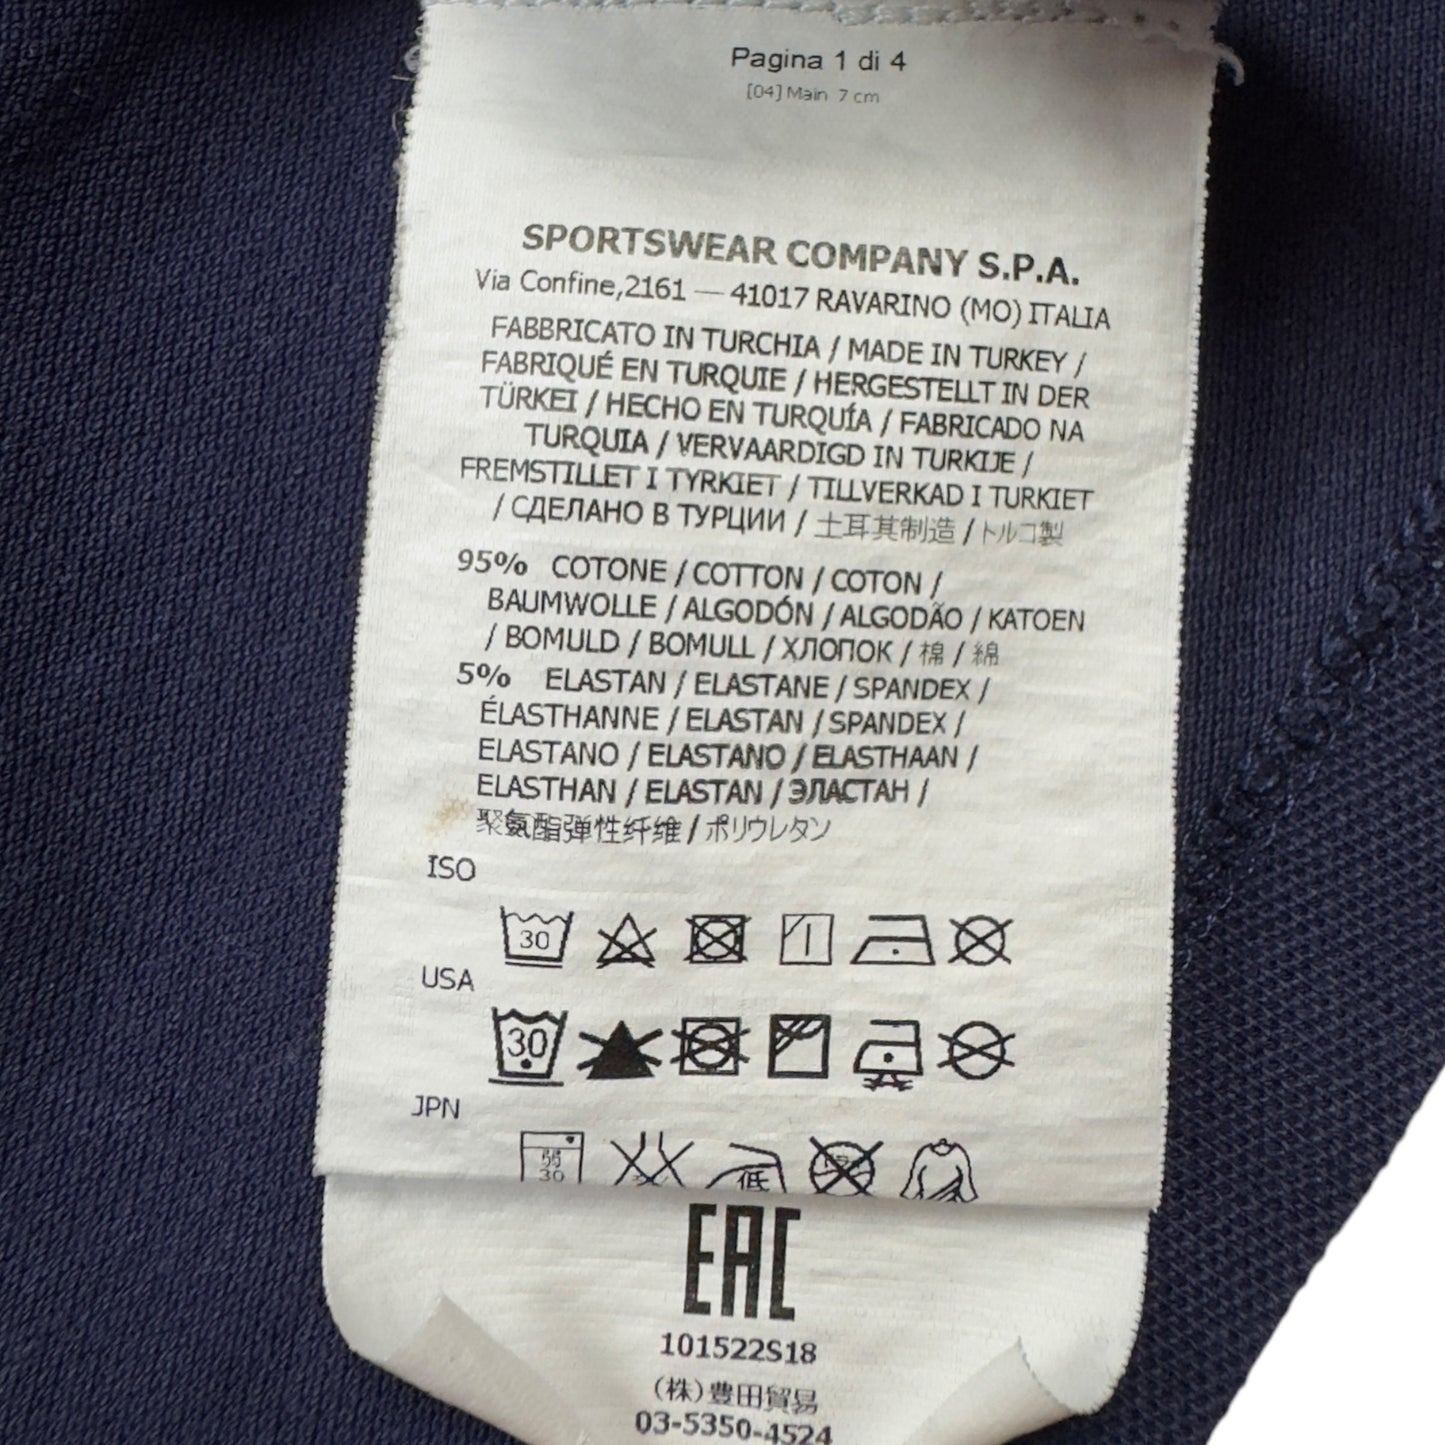 Pagina 1 di 4
[04] Main 7 cm
SPORTSWEAR COMPANY S.P.A.
Via Confine,2161 — 41017 RAVARINO (MO) ITALIA
FABBRICATO IN TURCHIA / MADE IN TURKEY /
FABRIQUÉ EN TURQUIE / HERGESTELLT IN DER
TÜRKEI / HECHO EN TURQUÍA / FABRICADO NA
TURQUIA / VERVAARDIGD IN TURKIJE /
FREMSTILLET I TYRKIET / TILLVERKAD I TURKIET
/ СДЕЛАНО В ТУРЦИИ / 土耳其制造 / トルコ製
95% COTONE / COTTON / COTON /
BAUMWOLLE / ALGODÓN / ALGODÃO / KATOEN
/ BOMULD / BOMULL / ХЛОПОК / 棉 / 綿
5% ELASTAN / ELASTANE / SPANDEX /
ÉLASTHANNE / ELASTAN / SPANDEX /
ELASTANO / ELASTANO / ELASTHAAN /
ELASTHAN / ELASTAN / ЭЛАСТАН /
聚氨酯弹性纤维 / ポリウレタン
ISO
30
USA
30
JPN
弱
30
低
EAC
101522S18
(株)豊田貿易
03-5350-4524